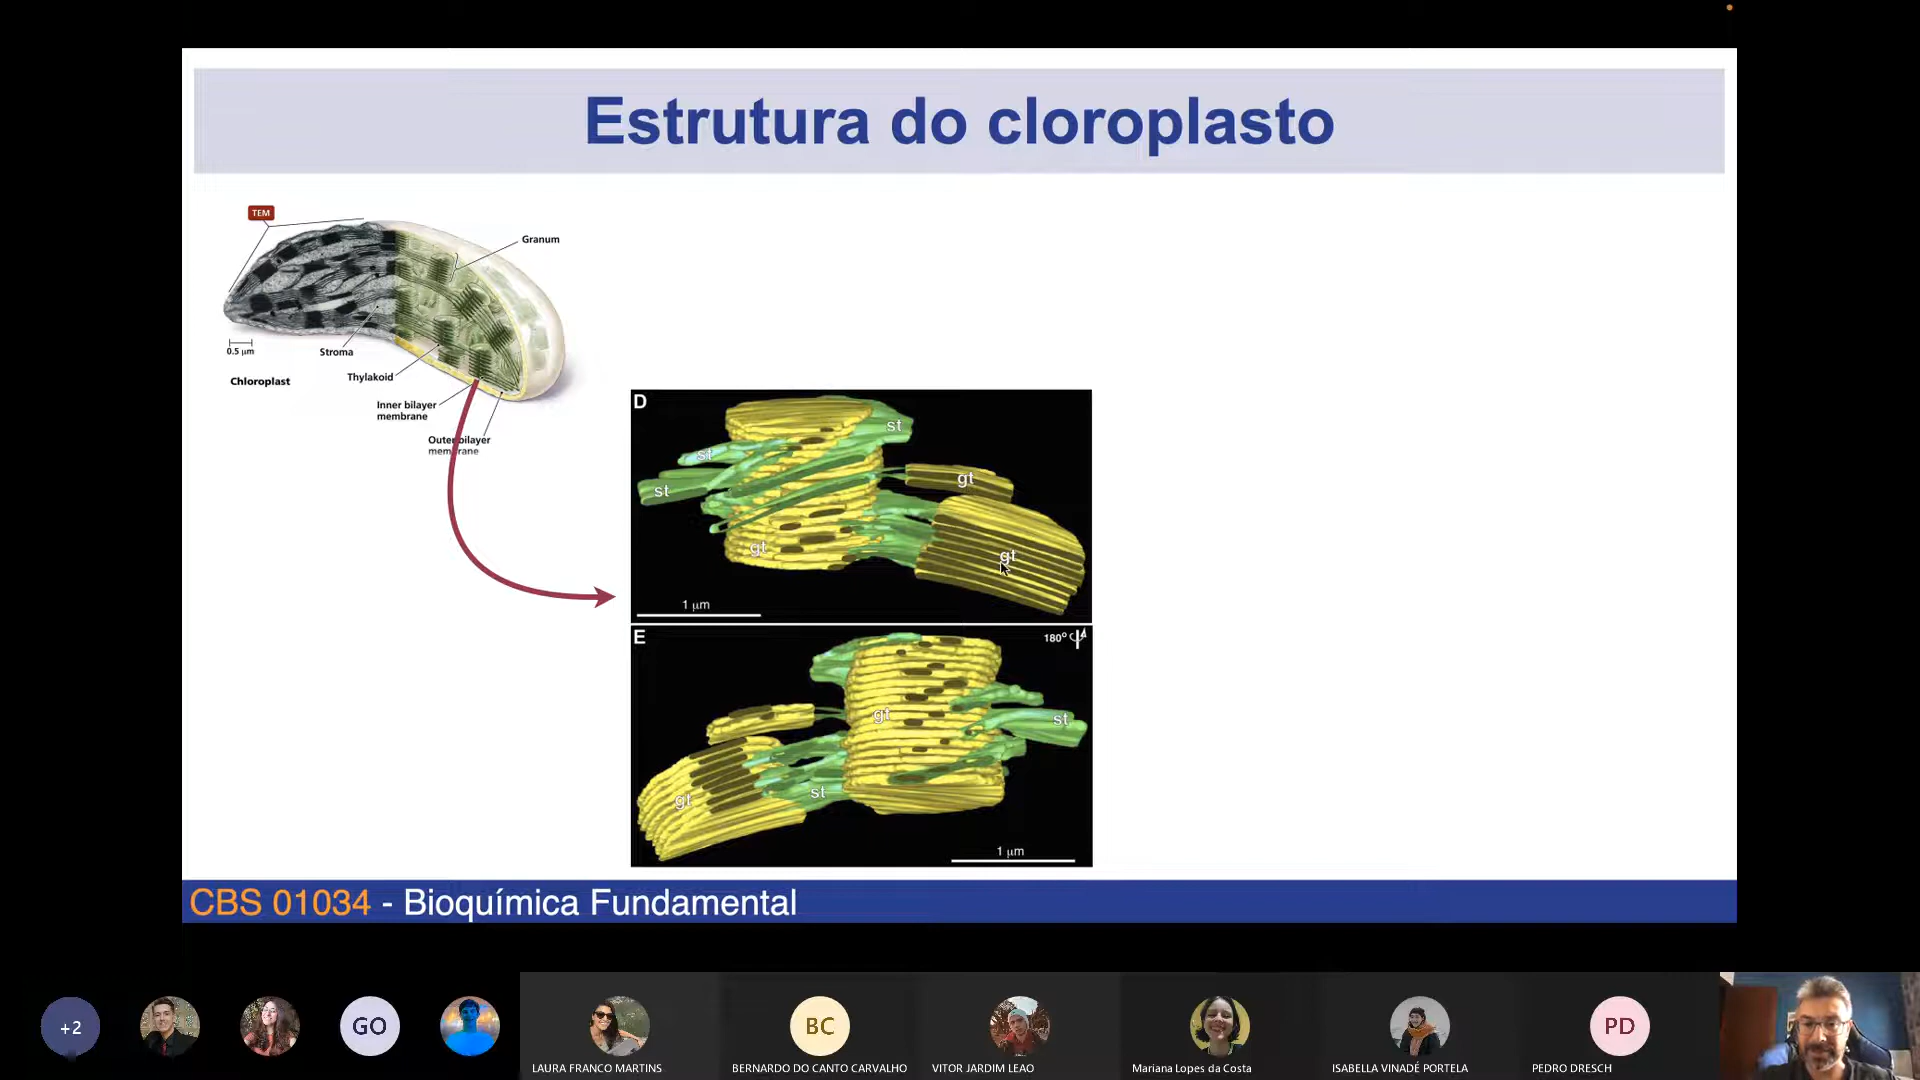 Estrutura do cloroplasto
TEM
Granum
0.5 µm
Stroma
Chloroplast
Thylakoid
Inner bilayer
membrane
Outer bilayer
membrane
D
st
st
st
gt
gt
gt
1 µm
E
180°
gt
st
st
gt
1 µm
CBS 01034 - Bioquímica Fundamental
+2
GO
BC
PD
LAURA FRANCO MARTINS
BERNARDO DO CANTO CARVALHO
VITOR JARDIM LEAO
Mariana Lopes da Costa
ISABELLA VINADÉ PORTELA
PEDRO DRESCH